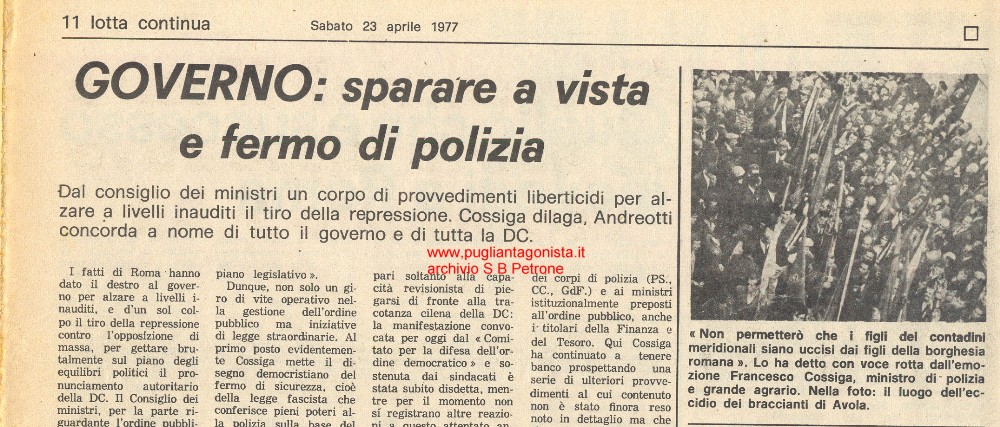 11 lotta continua
Sabato 23 aprile 1977
GOVERNO: sparare a vista
e fermo di polizia
Dal consiglio dei ministri un corpo di provvedimenti liberticidi per al-
zare a livelli inauditi il tiro della repressione. Cossiga dilaga, Andreotti
concorda a nome di tutto il governo e di tutta la DC.
www.pugliantagonista.it
archivio S B Petrone
I fatti di Roma hanno
dato il destro al gover-
no per alzare a livelli i-
nauditi, e d'un sol col-
po il tiro della repressione
contro l'opposizione di
massa, per gettare bru-
talmente sul piano degli
equilibri politici il pro-
nunciamento autoritario
della DC. Il Consiglio dei
ministri, per la parte ri-
guardante l'ordine pubbli-
piano legislativo ».
Dunque, non solo un gi-
ro di vite operativo nel-
la gestione dell'ordine
pubblico ma iniziative
di legge straordinarie. Al
primo posto evidentemen-
te Cossiga mette il di-
segno democristiano del
fermo di sicurezza, cioè
della legge fascista che
conferisce pieni poteri al-
la polizia sulla base del
pari soltanto alla capa-
cità revisionista di pie-
garsi di fronte alla tra-
cotanza cilena della DC:
la manifestazione convo-
cata per oggi dal « Comi-
tato per la difesa dell'or-
dine democratico » e so-
stenuta dai sindacati è
stata subito disdetta, men-
tre per il momento non
si registrano altre reazio-
ni a questo attentato an-
dei corpi di polizia (PS.,
CC., GdF.) e ai ministri
istituzionalmente preposti
all'ordine pubblico, anche
i titolari della Finanza e
del Tesoro. Qui Cossiga
ha continuato a tenere
banco prospettando una
serie di ulteriori provve-
dimenti al cui contenuto
non è stato finora reso
noto in dettaglio ma che
« Non permetterò che i figli dei contadini
meridionali siano uccisi dai figli della borghesia
romana ». Lo ha detto con voce rotta dall'emo-
zione Francesco Cossiga, ministro di polizia
e grande agrario. Nella foto: il luogo dell'ec-
cidio dei braccianti di Avola.